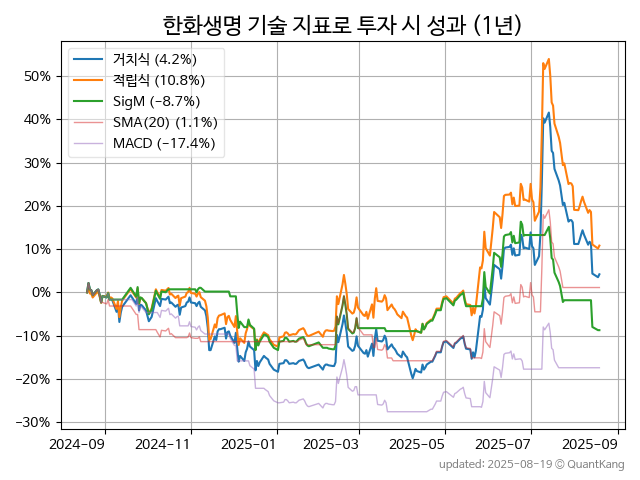 한화생명 기술 지표로 투자 시 성과 (1년)
거치식 (4.2%)
적립식 (10.8%)
SigM (−8.7%)
SMA(20) (1.1%)
MACD (−17.4%)
50%
40%
30%
20%
10%
0%
−10%
−20%
−30%
2024-09 2024-11 2025-01 2025-03 2025-05 2025-07 2025-09
updated: 2025-08-19 © QuantKang